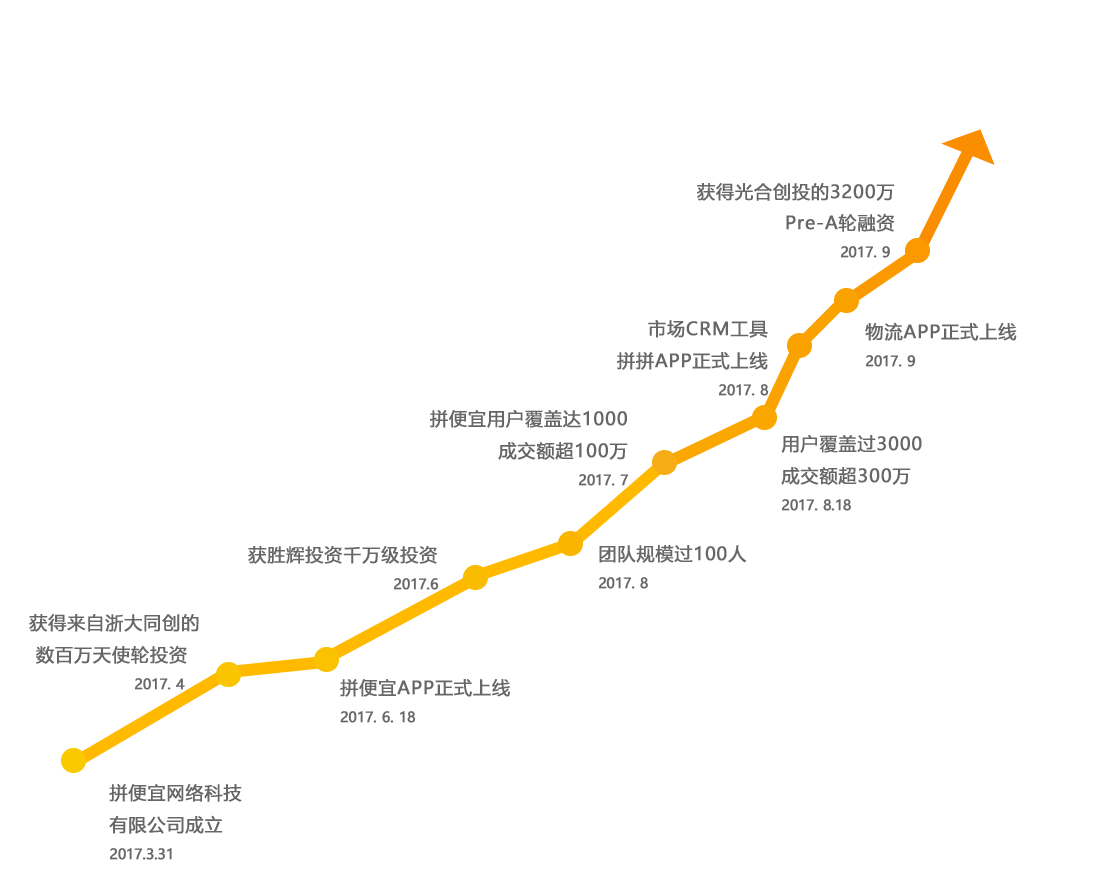 获得光合创投的3200万
Pre-A轮融资
2017. 9
市场CRM工具
拼拼APP正式上线
2017. 8
物流APP正式上线
2017. 9
拼便宜用户覆盖达1000
成交额超100万
2017. 7
用户覆盖过3000
成交额超300万
2017. 8.18
获胜辉投资千万级投资
2017.6
团队规模过100人
2017. 8
获得来自浙大同创的
数百万天使轮投资
2017. 4
拼便宜APP正式上线
2017. 6. 18
拼便宜网络科技
有限公司成立
2017.3.31